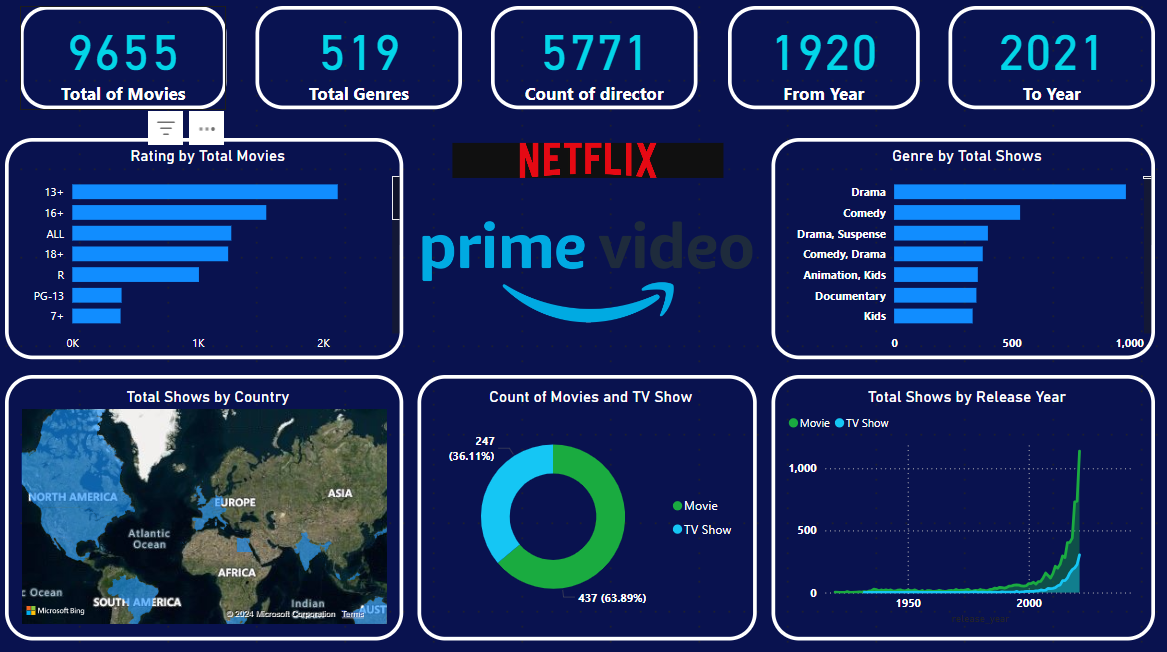 9655
Total of Movies
519
Total Genres
5771
Count of director
1920
From Year
2021
To Year
Rating by Total Movies
13+
16+
ALL
18+
R
PG-13
7+
0K 1K 2K
NETFLIX
prime video
Genre by Total Shows
Drama
Comedy
Drama, Suspense
Comedy, Drama
Animation, Kids
Documentary
Kids
0 500 1,000
Total Shows by Country
NORTH AMERICA
EUROPE
ASIA
Atlantic
Ocean
AFRICA
c Ocean
SOUTH AMERICA
Indian
Ocean
AUST
Microsoft Bing
© 2024 Microsoft Corporation Terms
Count of Movies and TV Show
247
(36.11%)
437 (63.89%)
Movie
TV Show
Total Shows by Release Year
Movie TV Show
1,000
500
0
1950 2000
release_year